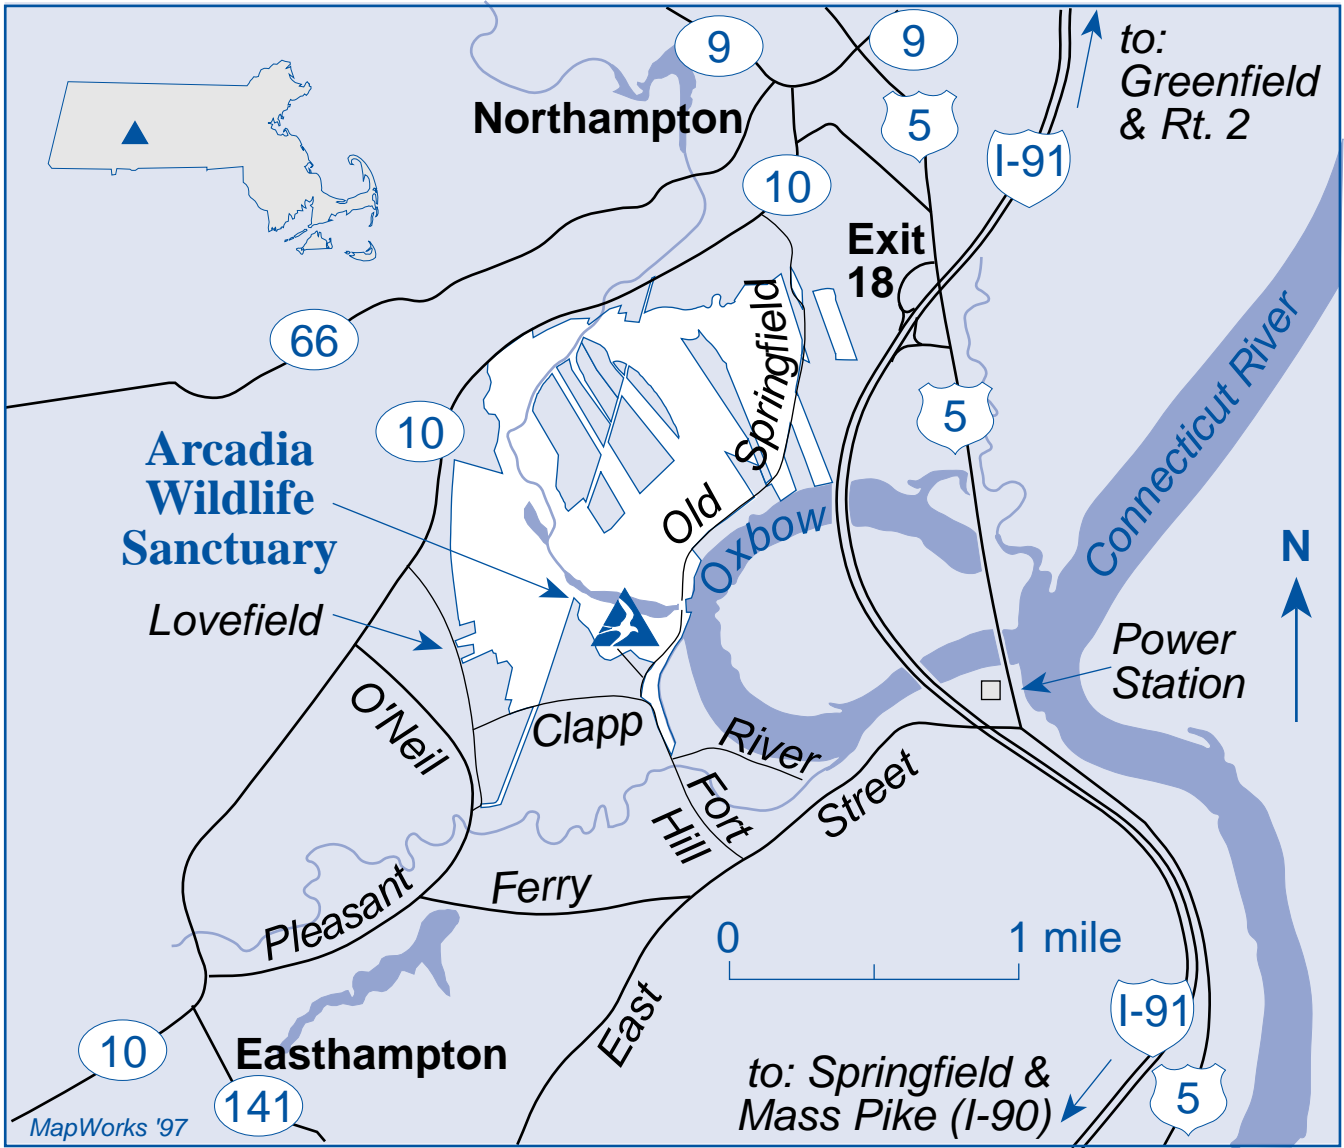 9
9
to:
Greenfield
& Rt. 2
Northampton
5
I-91
10
Exit
18
66
Springfield
Old
5
10
Connecticut River
Arcadia
Wildlife
Sanctuary
Oxbow
N
Lovefield
Power
Station
O'Neil
Clapp
River
Fort
Hill
Street
Ferry
Pleasant
0
1 mile
East
I-91
10
Easthampton
to: Springfield &
Mass Pike (I-90)
5
141
MapWorks '97